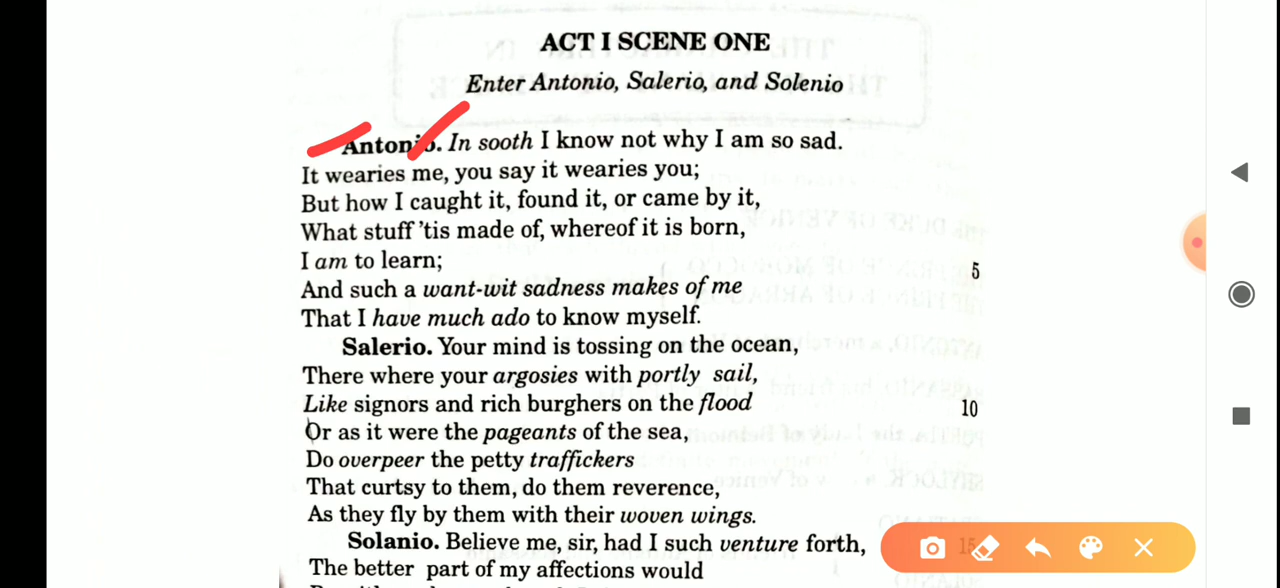 ACT I SCENE ONE
Enter Antonio, Salerio, and Solenio
Antonio. In sooth I know not why I am so sad.
It wearies me, you say it wearies you;
But how I caught it, found it, or came by it,
What stuff 'tis made of, whereof it is born,
I am to learn; 5
And such a want-wit sadness makes of me
That I have much ado to know myself.
Salerio. Your mind is tossing on the ocean,
There where your argosies with portly sail,
Like signors and rich burghers on the flood 10
Or as it were the pageants of the sea,
Do overpeer the petty traffickers
That curtsy to them, do them reverence,
As they fly by them with their woven wings.
Solanio. Believe me, sir, had I such venture forth, 15
The better part of my affections would